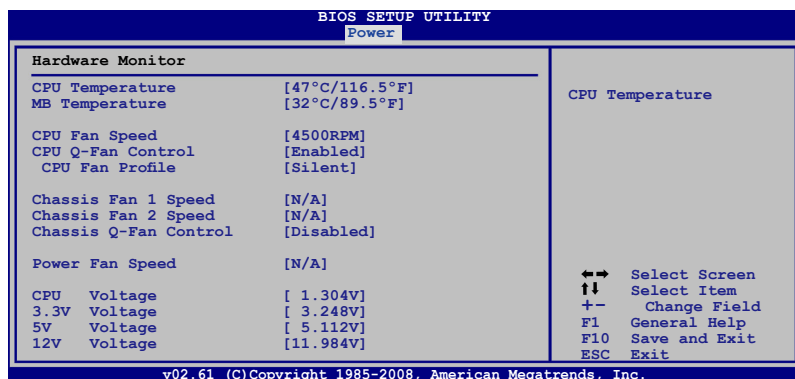 BIOS SETUP UTILITY
Power
Hardware Monitor
CPU Temperature [47°C/116.5°F]
MB Temperature [32°C/89.5°F]
CPU Fan Speed [4500RPM]
CPU Q-Fan Control [Enabled]
CPU Fan Profile [Silent]
Chassis Fan 1 Speed [N/A]
Chassis Fan 2 Speed [N/A]
Chassis Q-Fan Control [Disabled]
Power Fan Speed [N/A]
CPU Voltage [ 1.304V]
3.3V Voltage [ 3.248V]
5V Voltage [ 5.112V]
12V Voltage [11.984V]
CPU Temperature
←→ Select Screen
↑↓ Select Item
+- Change Field
F1 General Help
F10 Save and Exit
ESC Exit
v02.61 (C)Copyright 1985-2008, American Megatrends, Inc.